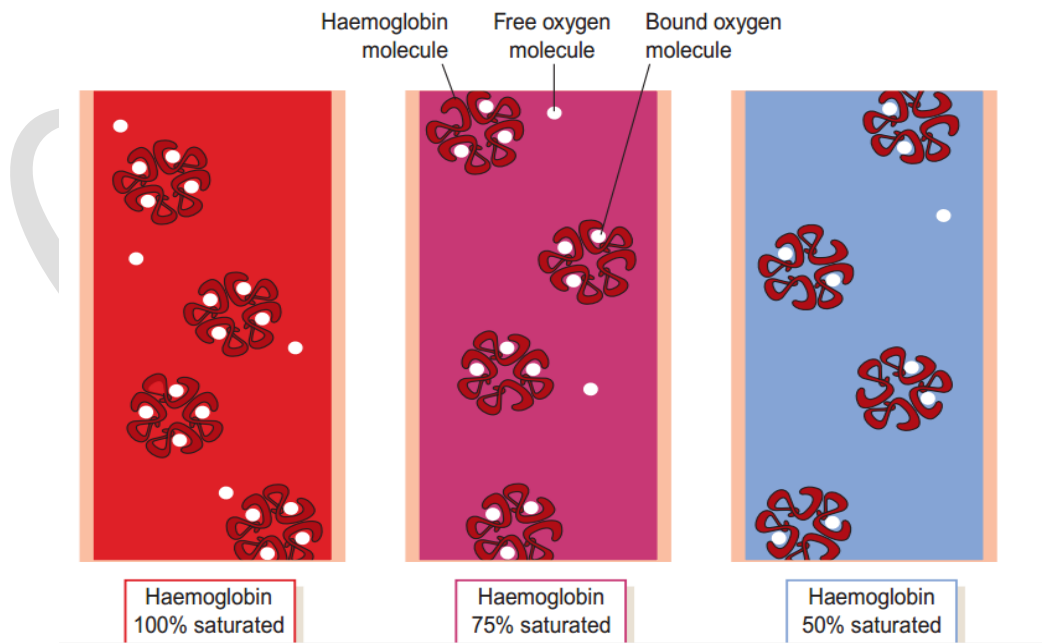 Haemoglobin
molecule
Free oxygen
molecule
Bound oxygen
molecule
Haemoglobin
100% saturated
Haemoglobin
75% saturated
Haemoglobin
50% saturated